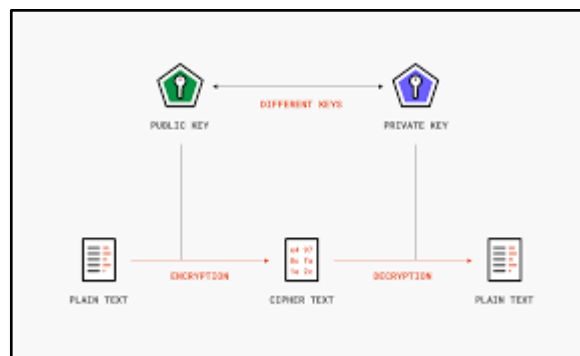 DIFFERENT KEYS
PUBLIC KEY
PRIVATE KEY
ENCRYPTION
DECRYPTION
PLAIN TEXT
CIPHER TEXT
PLAIN TEXT